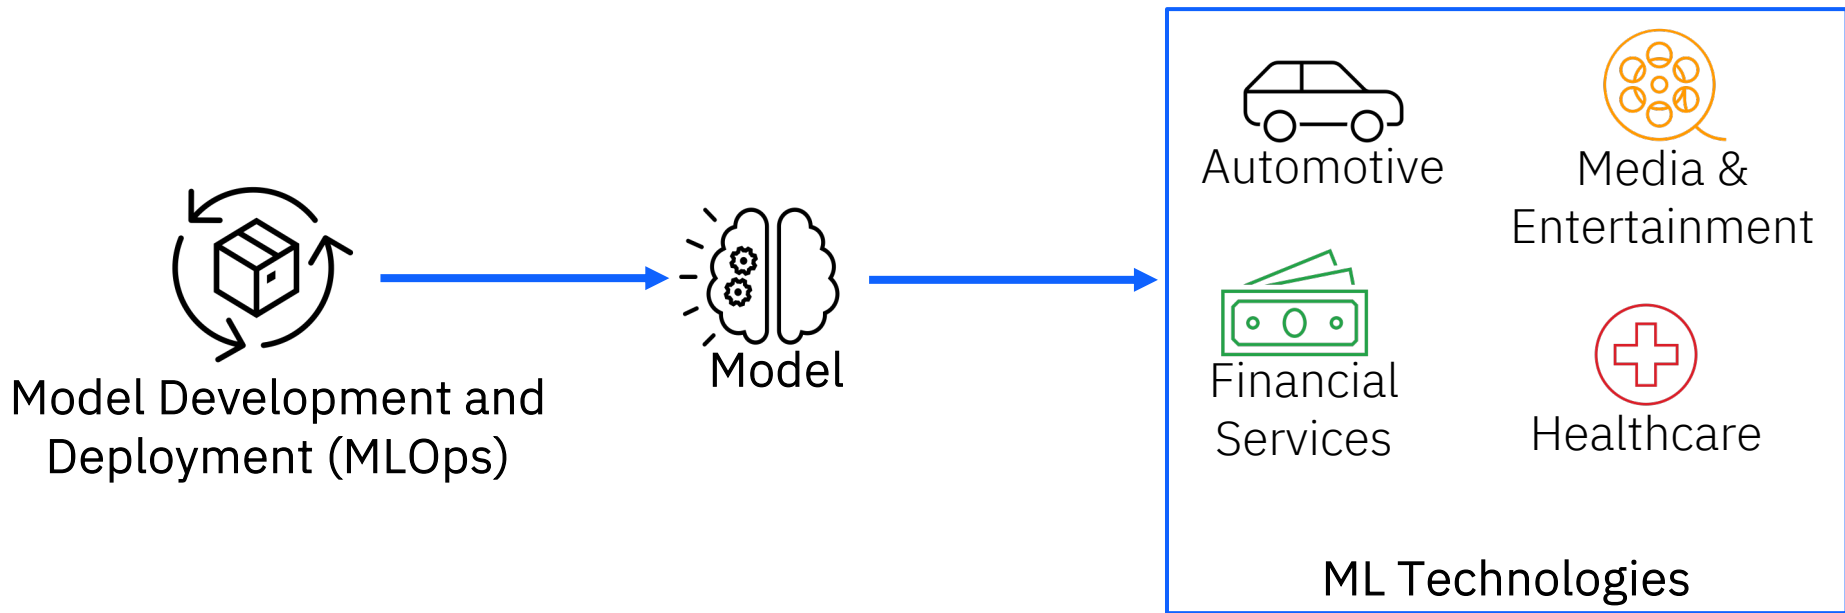 Model Development and
Deployment (MLOps)
Model
Automotive
Media &
Entertainment
Financial
Services
Healthcare
ML Technologies